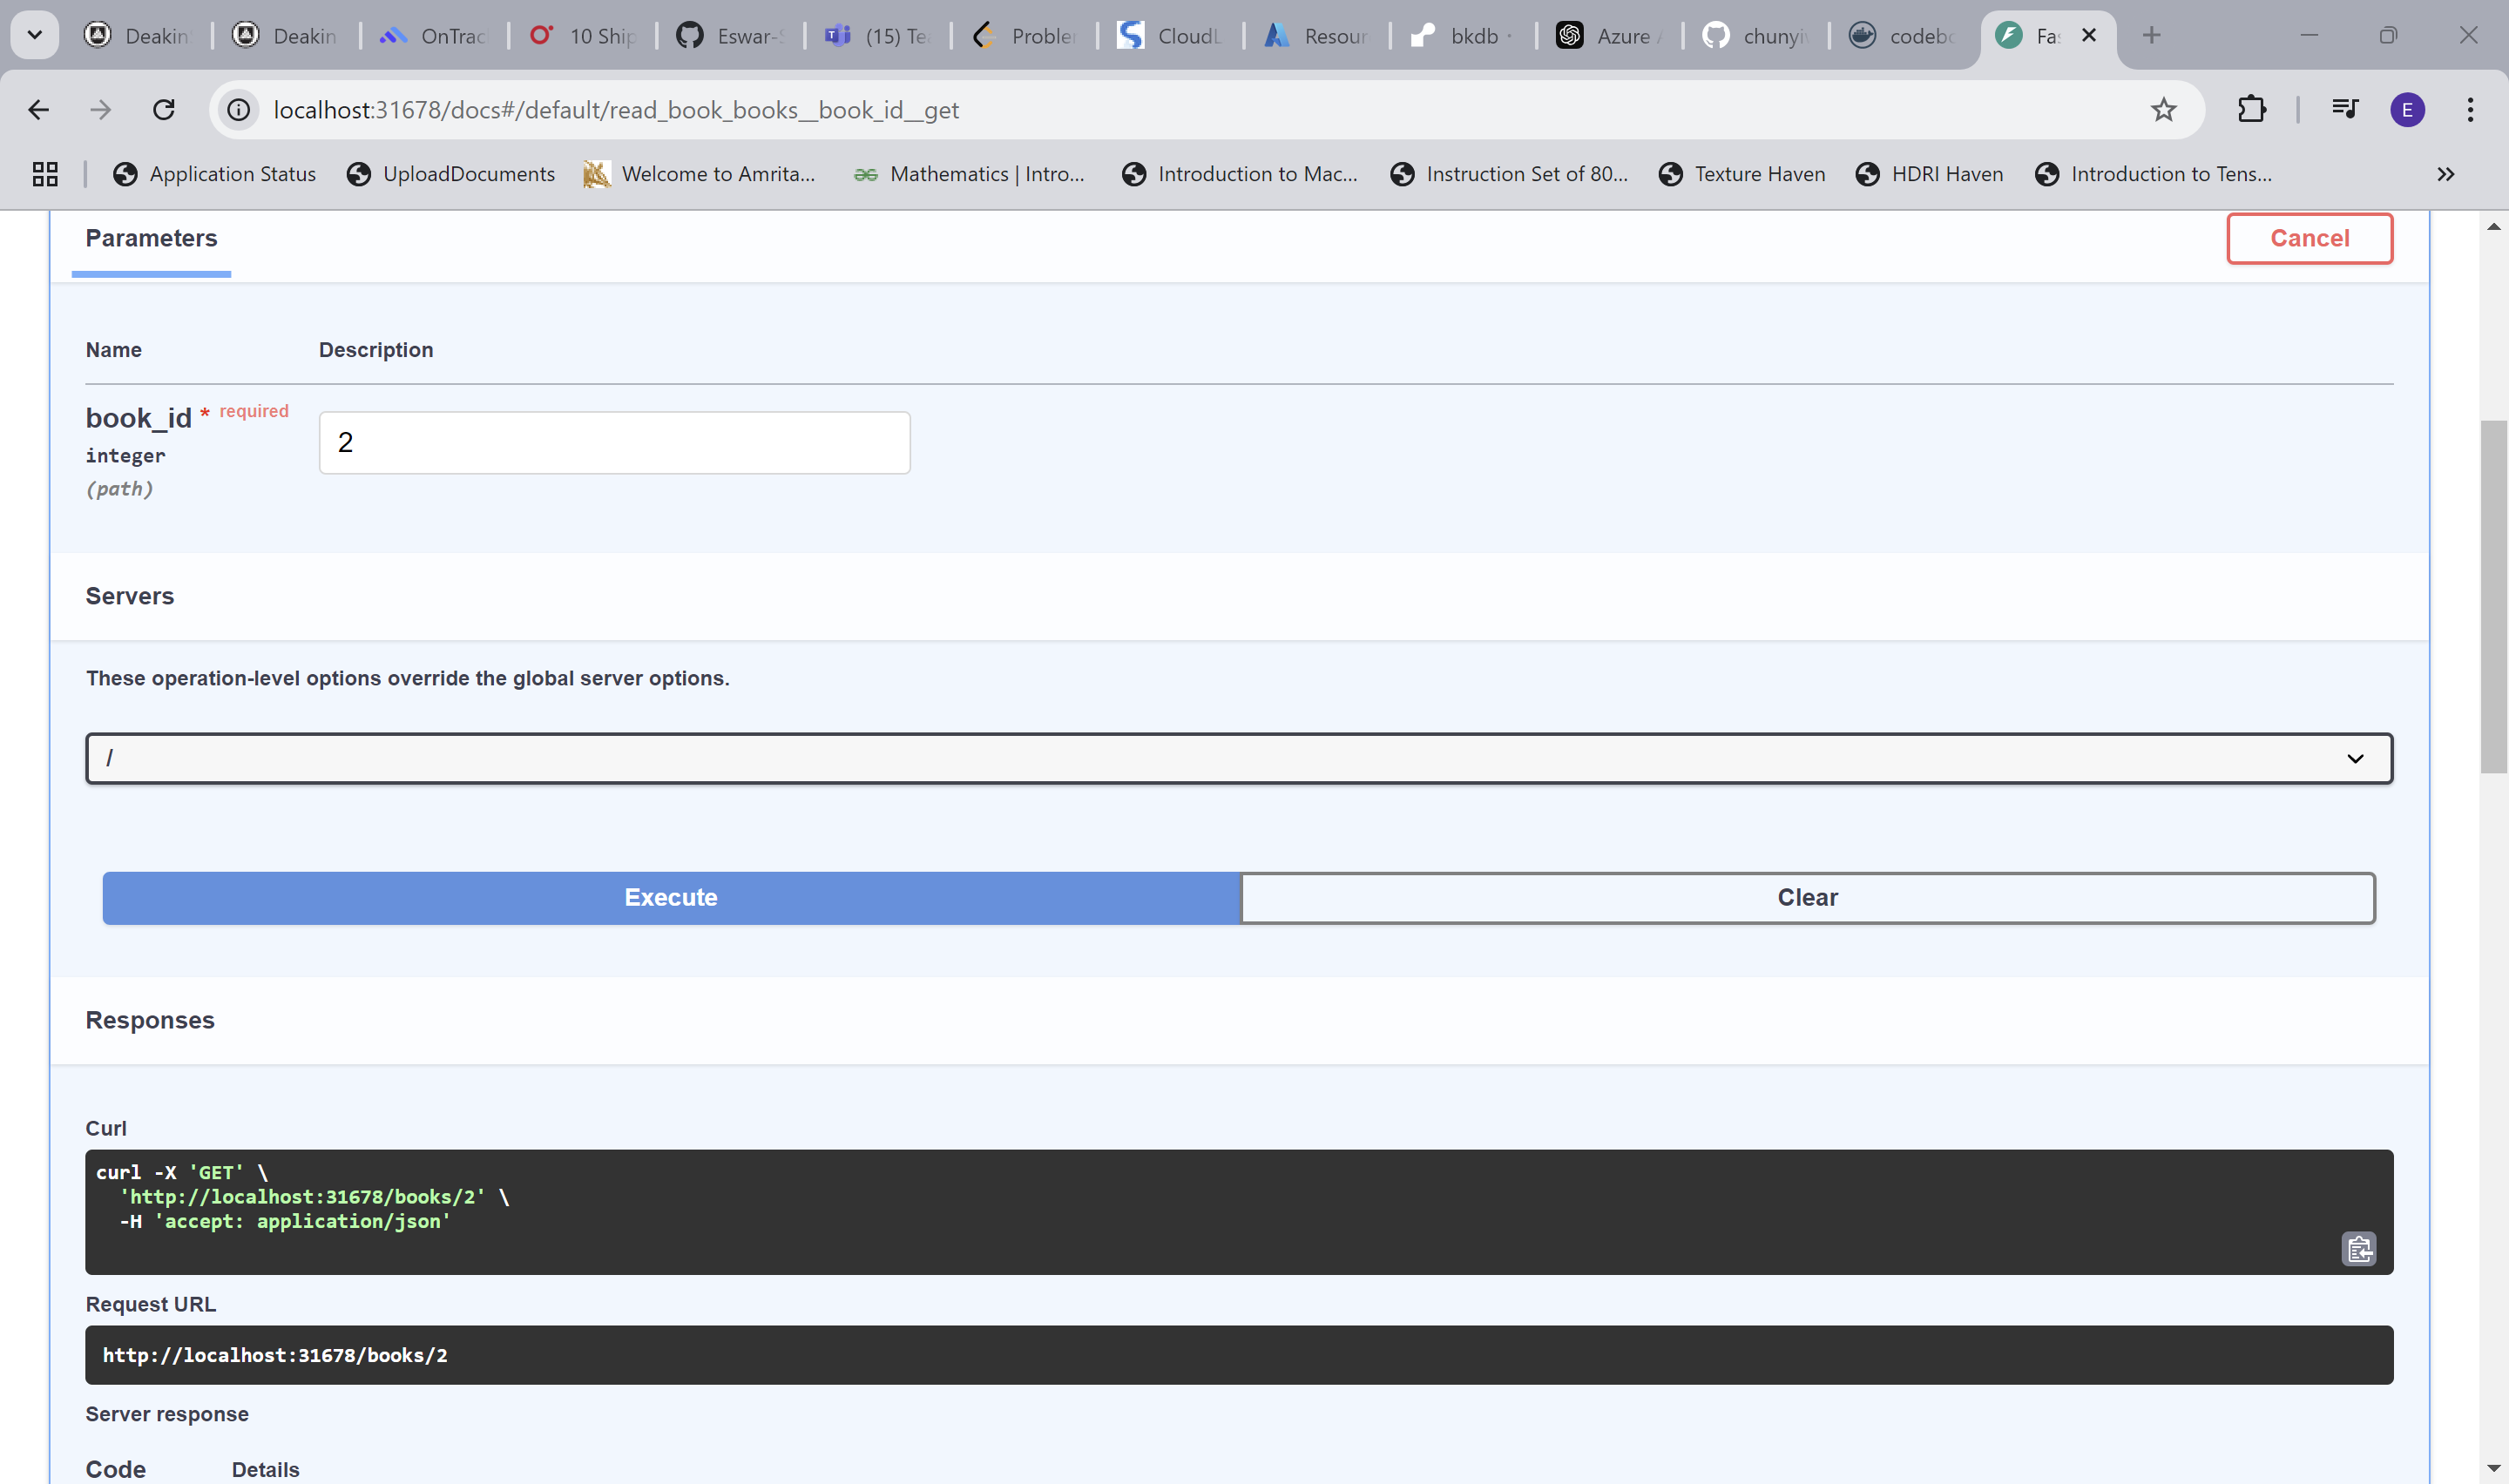 Deakin
Deakin
OnTrac
10 Ship
Eswar-S
(15) Te
Probler
CloudL
Resour
bkdb
Azure
chunyi
codebo
Fa
localhost:31678/docs#/default/read_book_books__book_id__get
E
Application Status
UploadDocuments
Welcome to Amrita...
Mathematics | Intro...
Introduction to Mac...
Instruction Set of 80...
Texture Haven
HDRI Haven
Introduction to Tens...
Parameters
Cancel
Name
Description
book_id * required
2
integer
(path)
Servers
These operation-level options override the global server options.
/
Execute
Clear
Responses
Curl
curl -X 'GET' \
'http://localhost:31678/books/2' \
-H 'accept: application/json'
Request URL
http://localhost:31678/books/2
Server response
Code
Details